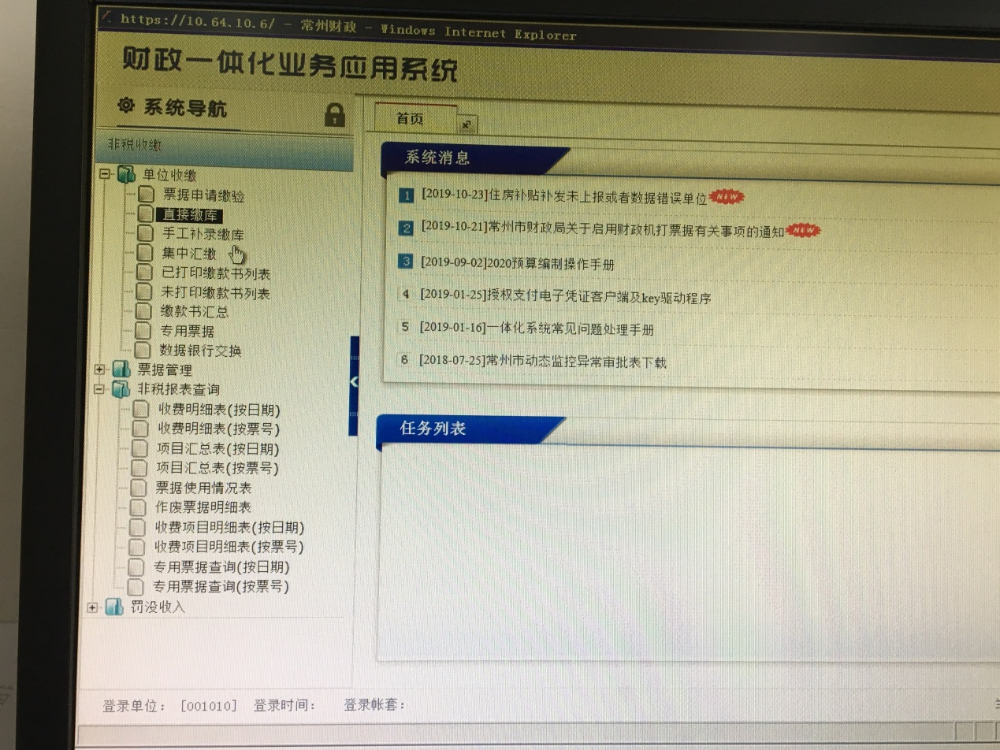 https://10.64.10.6/ - 常州财政 - Windows Internet Explorer
财政一体化业务应用系统
系统导航
非税收缴
单位收缴
票据申请缴验
直接缴库
手工补录缴库
集中汇缴
已打印缴款书列表
未打印缴款书列表
缴款书汇总
专用票据
数据银行交换
票据管理
非税报表查询
收费明细表(按日期)
收费明细表(按票号)
项目汇总表(按日期)
项目汇总表(按票号)
票据使用情况表
作废票据明细表
收费项目明细表(按日期)
收费项目明细表(按票号)
专用票据查询(按日期)
专用票据查询(按票号)
罚没收入
首页
系统消息
1 [2019-10-23]住房补贴补发未上报或者数据错误单位 NEW
2 [2019-10-21]常州市财政局关于启用财政机打票据有关事项的通知 NEW
3 [2019-09-02]2020预算编制操作手册
4 [2019-01-25]授权支付电子凭证客户端及key驱动程序
5 [2019-01-16]一体化系统常见问题处理手册
6 [2018-07-25]常州市动态监控异常审批表下载
任务列表
登录单位： [001010] 登录时间： 登录帐套：